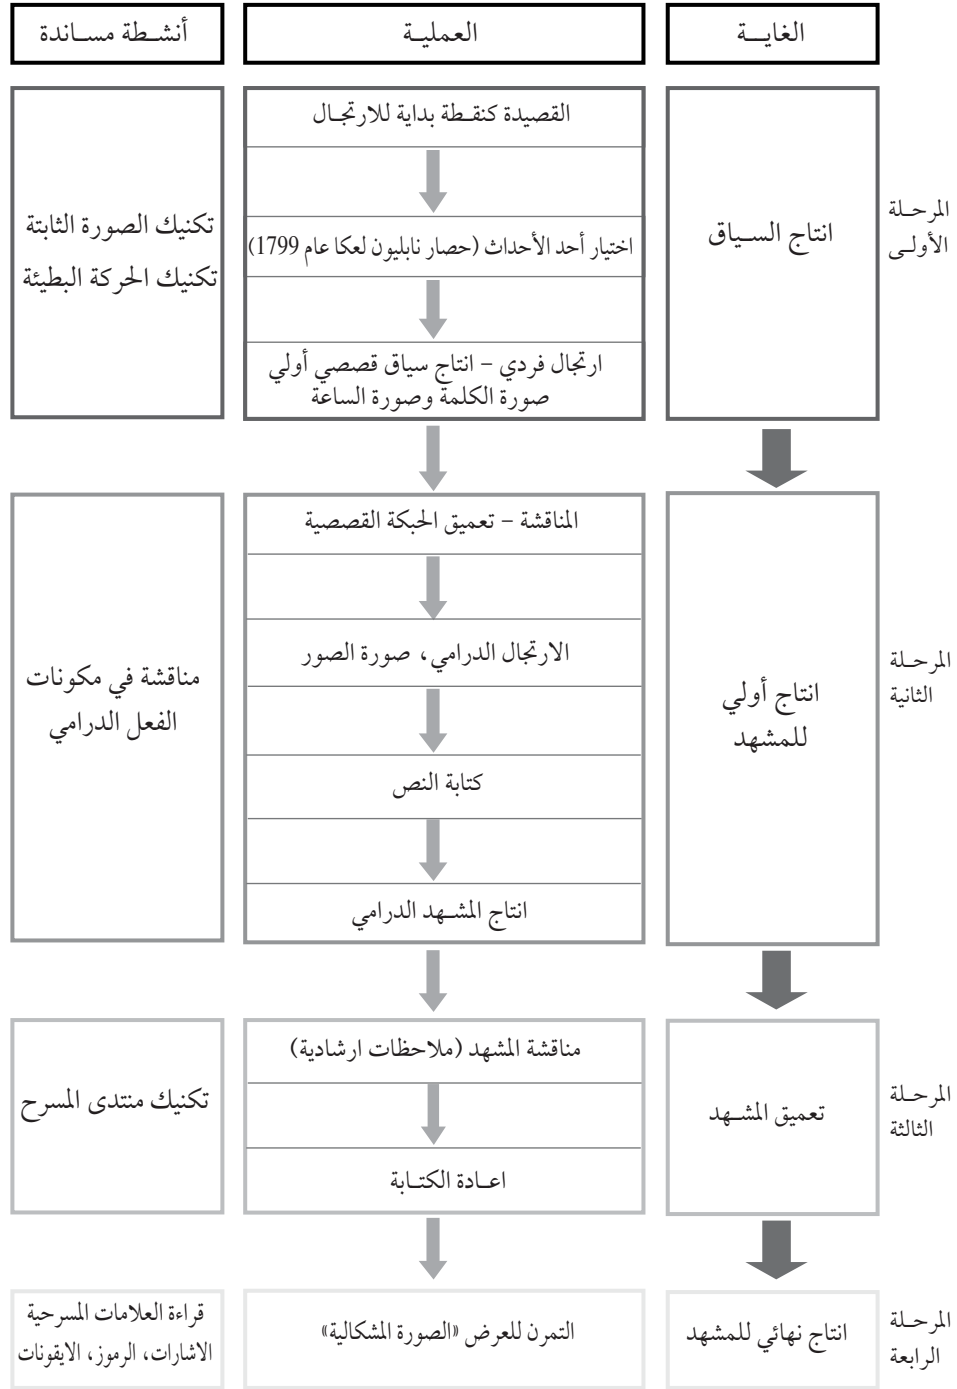 الغاية
العملية
أنشطة مساندة
المرحلة
الأولى
انتاج السياق
القصيدة كنقطة بداية للارتجال
اختيار أحد الأحداث (حصار نابليون لعكا عام 1799)
ارتجال فردي – انتاج سياق قصصي أولي
صورة الكلمة وصورة الساعة
تكنيك الصورة الثابتة
تكنيك الحركة البطيئة
المرحلة
الثانية
انتاج أولي
للمشهد
المناقشة – تعميق الحبكة القصصية
الارتجال الدرامي، صورة الصور
كتابة النص
انتاج المشهد الدرامي
مناقشة في مكونات
الفعل الدرامي
المرحلة
الثالثة
تعميق المشهد
مناقشة المشهد (ملاحظات ارشادية)
اعادة الكتابة
تكنيك منتدى المسرح
المرحلة
الرابعة
انتاج نهائي للمشهد
التمرن للعرض «الصورة المشكالية»
قراءة العلامات المسرحية
الاشارات، الرموز، الايقونات